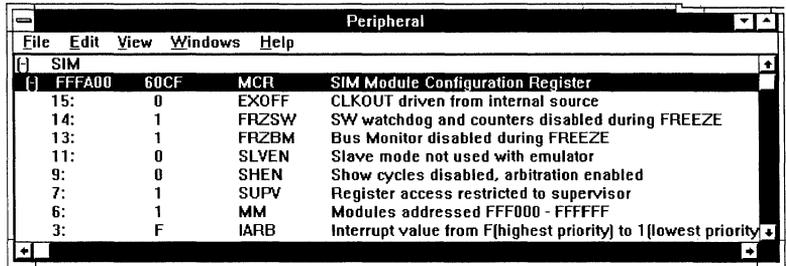 Peripheral
File Edit View Windows Help
[-] SIM
[-] FFFA00 60CF MCR SIM Module Configuration Register
15: 0 EXOFF CLKOUT driven from internal source
14: 1 FRZSW SW watchdog and counters disabled during FREEZE
13: 1 FRZBM Bus Monitor disabled during FREEZE
11: 0 SLVEN Slave mode not used with emulator
9: 0 SHEN Show cycles disabled, arbitration enabled
7: 1 SUPV Register access restricted to supervisor
6: 1 MM Modules addressed FFF000 - FFFFFF
3: F IARB Interrupt value from F(highest priority) to 1(lowest priority